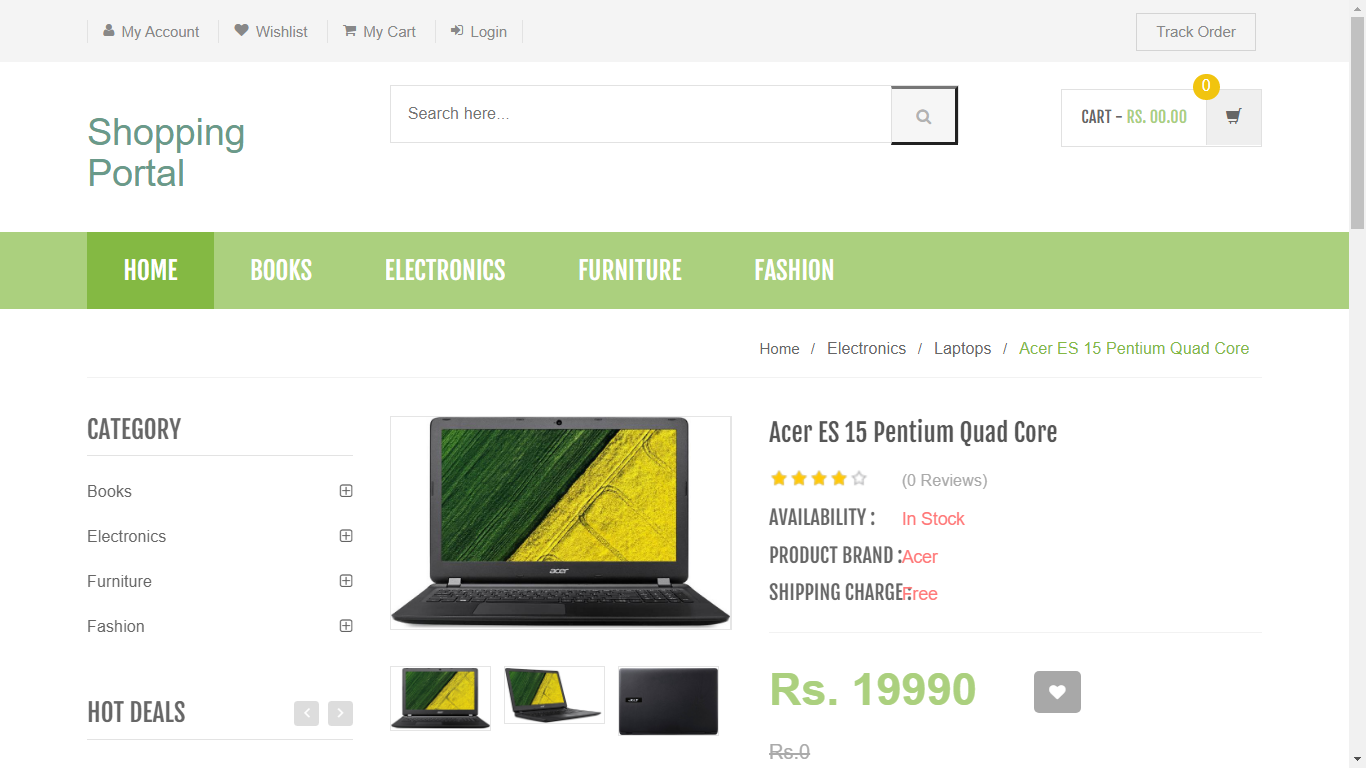 My Account
Wishlist
My Cart
Login
Track Order
Shopping
Portal
Search here...
0
CART - RS. 00.00
HOME
BOOKS
ELECTRONICS
FURNITURE
FASHION
Home / Electronics / Laptops / Acer ES 15 Pentium Quad Core
CATEGORY
Books
Electronics
Furniture
Fashion
HOT DEALS
acer
Acer ES 15 Pentium Quad Core
(0 Reviews)
AVAILABILITY : In Stock
PRODUCT BRAND : Acer
SHIPPING CHARGE : Free
Rs. 19990
Rs.0